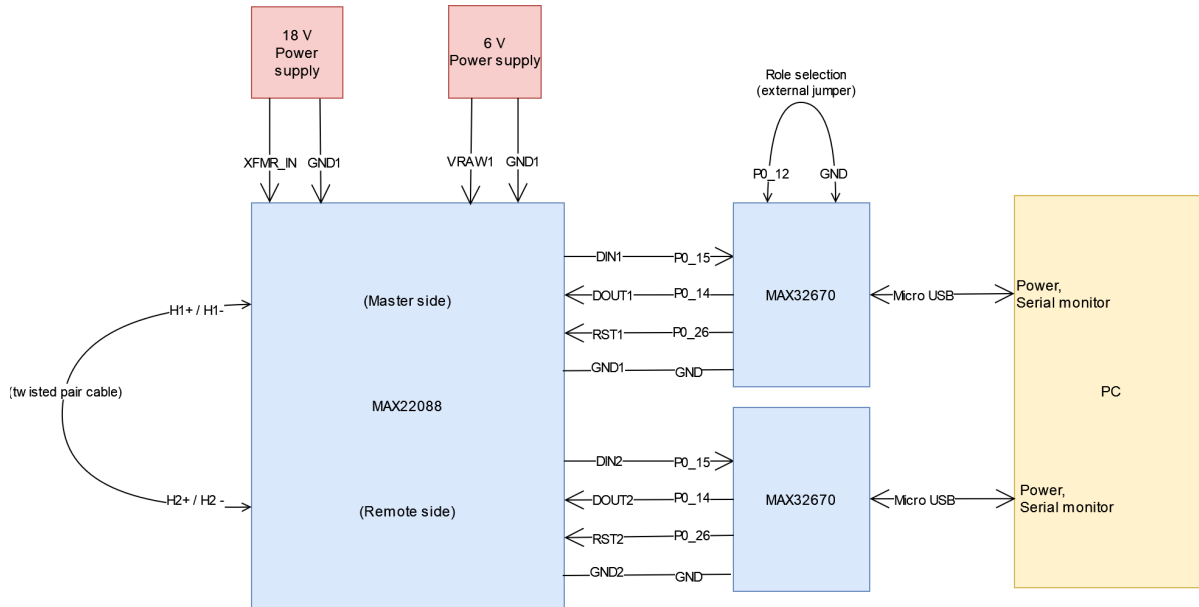 18 V
Power
supply
6 V
Power supply
Role selection
(external jumper)
XFMR_IN
GND1
VRAW1
GND1
P0_12
GND
DIN1
P0_15
(Master side)
DOUT1
P0_14
MAX32670
Micro USB
Power,
Serial monitor
H1+ / H1-
RST1
P0_26
GND1
GND
(twisted pair cable)
MAX22088
PC
DIN2
P0_15
H2+ / H2 -
(Remote side)
DOUT2
P0_14
MAX32670
Micro USB
Power,
Serial monitor
RST2
P0_26
GND2
GND